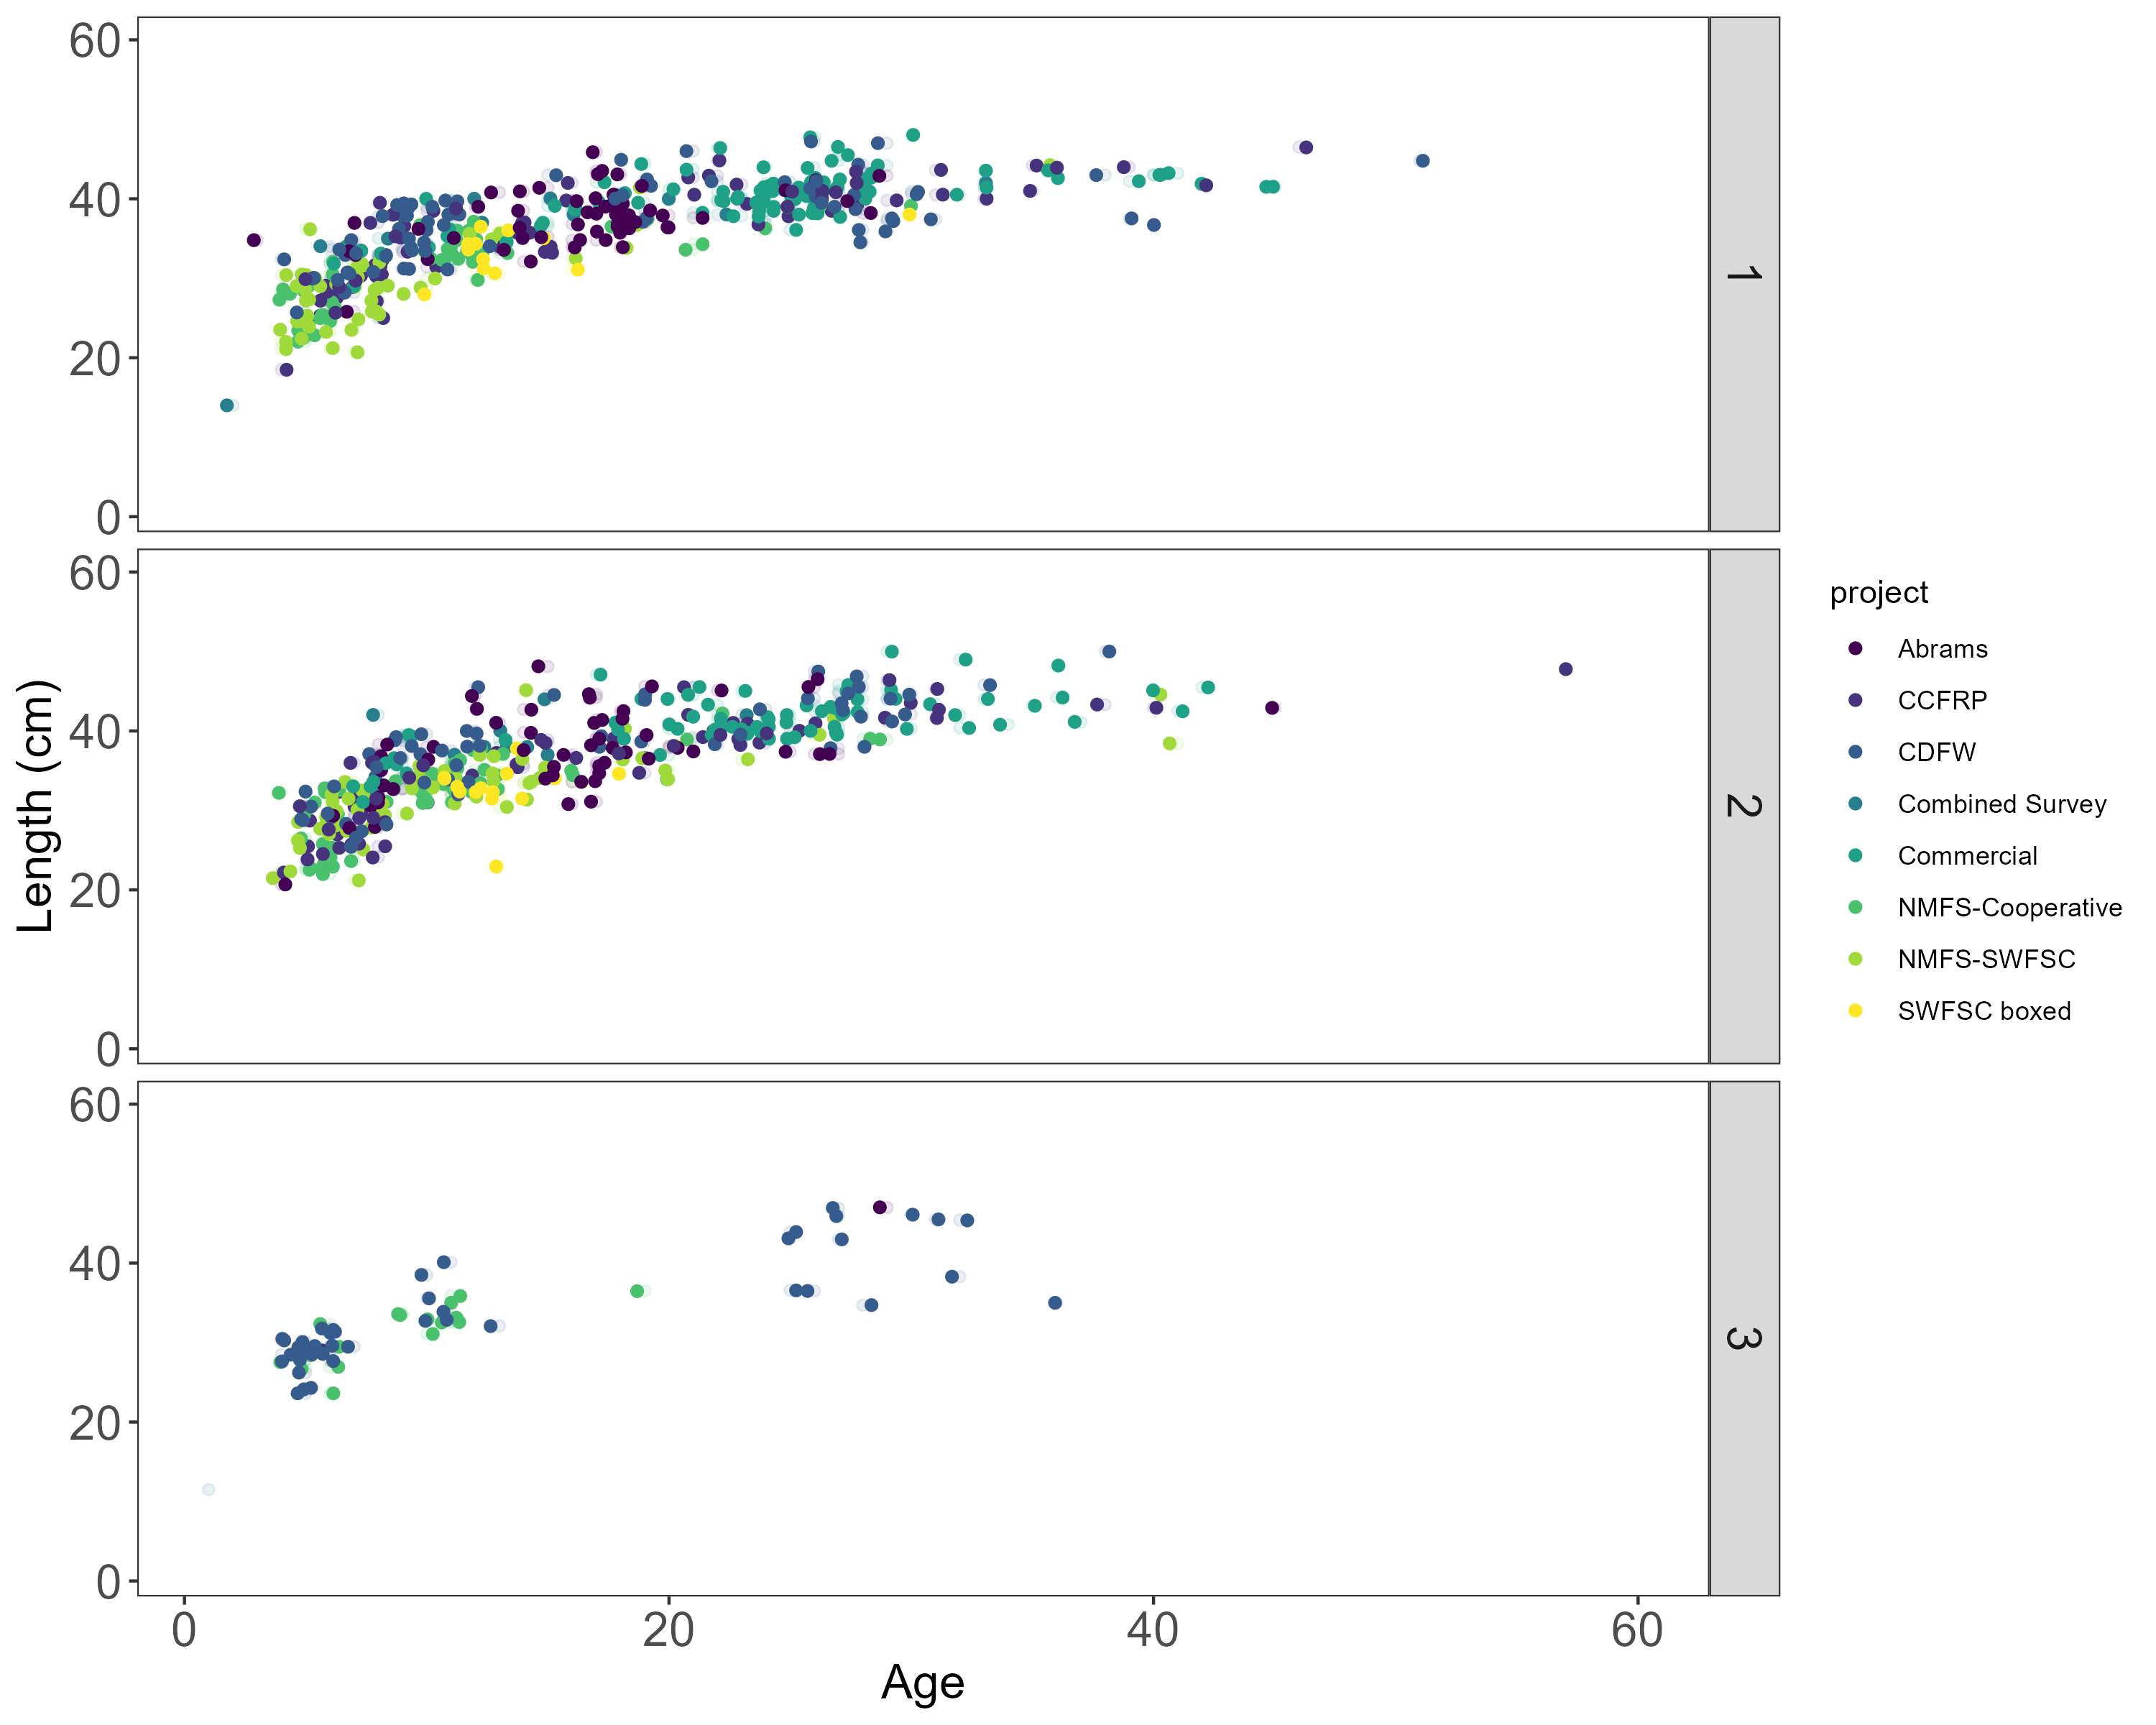 60
40
20
0
1
60
40
20
0
2
60
40
20
0
3
0 20 40 60
Age
Length (cm)
project
Abrams
CCFRP
CDFW
Combined Survey
Commercial
NMFS-Cooperative
NMFS-SWFSC
SWFSC boxed